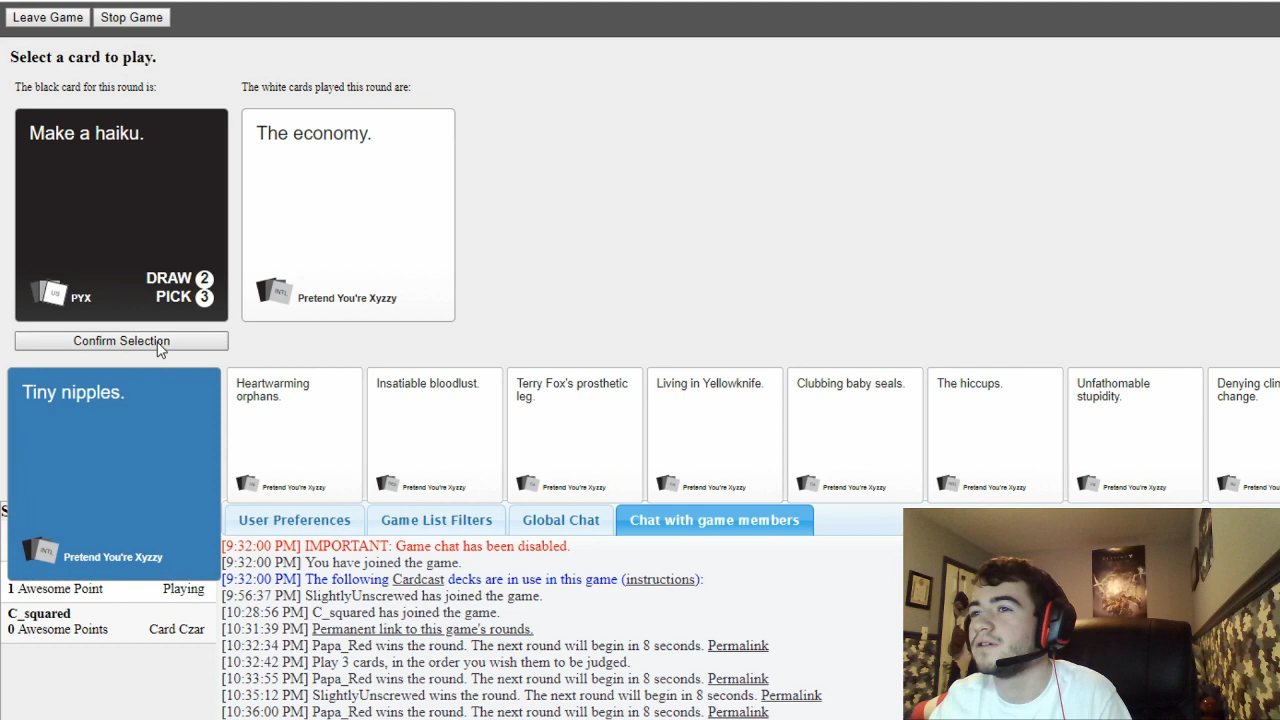 Leave Game Stop Game
Select a card to play.
The black card for this round is:
The white cards played this round are:
Make a haiku.
DRAW 2
PICK 3
US PYX
The economy.
INTL Pretend You're Xyzzy
Confirm Selection
Tiny nipples.
INTL Pretend You're Xyzzy
Heartwarming
orphans.
Pretend You're Xyzzy
Insatiable bloodlust.
Pretend You're Xyzzy
Terry Fox's prosthetic
leg.
Pretend You're Xyzzy
Living in Yellowknife.
Pretend You're Xyzzy
Clubbing baby seals.
Pretend You're Xyzzy
The hiccups.
Pretend You're Xyzzy
Unfathomable
stupidity.
Pretend You're Xyzzy
Denying clim
change.
Pretend You
S
1 Awesome Point Playing
C_squared
0 Awesome Points Card Czar
User Preferences Game List Filters Global Chat Chat with game members
[9:32:00 PM] IMPORTANT: Game chat has been disabled.
[9:32:00 PM] You have joined the game.
[9:32:00 PM] The following Cardcast decks are in use in this game (instructions):
[9:56:37 PM] SlightlyUnscrewed has joined the game.
[10:28:56 PM] C_squared has joined the game.
[10:31:39 PM] Permanent link to this game's rounds.
[10:32:34 PM] Papa_Red wins the round. The next round will begin in 8 seconds. Permalink
[10:32:42 PM] Play 3 cards, in the order you wish them to be judged.
[10:33:55 PM] Papa_Red wins the round. The next round will begin in 8 seconds. Permalink
[10:35:12 PM] SlightlyUnscrewed wins the round. The next round will begin in 8 seconds. Permalink
[10:36:00 PM] Papa_Red wins the round. The next round will begin in 8 seconds. Permalink